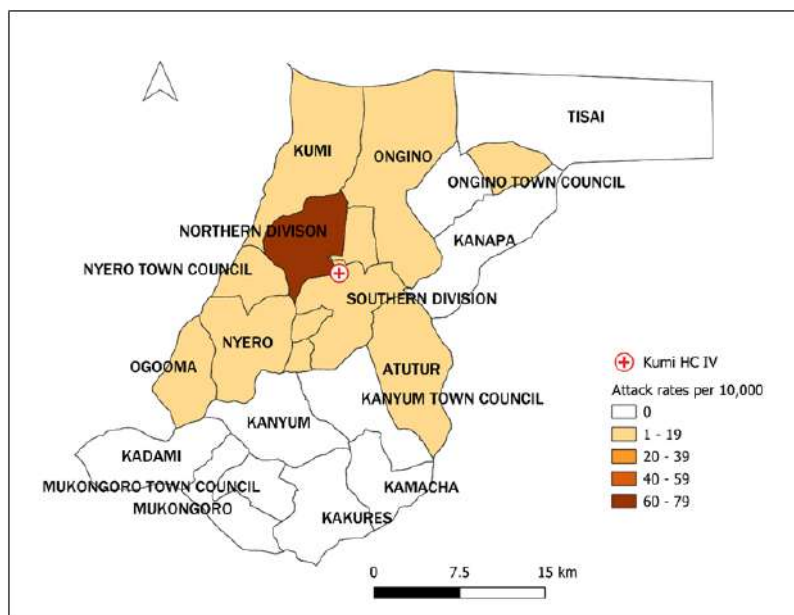 TISAI
KUMI
ONGINO
ONGINO TOWN COUNCIL
NORTHERN DIVISON
KANAPA
NYERO TOWN COUNCIL
SOUTHERN DIVISION
NYERO
OGOOMA
ATUTUR
KANYUM TOWN COUNCIL
KANYUM
KADAMI
MUKONGORO TOWN COUNCIL
KAMACHA
MUKONGORO
KAKURES
Kumi HC IV
Attack rates per 10,000
0
1 - 19
20 - 39
40 - 59
60 - 79
0 7.5 15 km